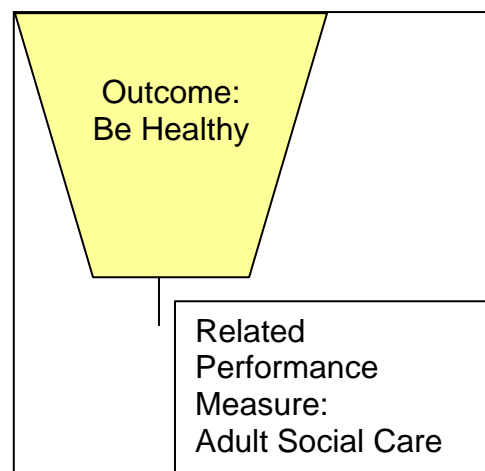 Outcome:
Be Healthy
Related
Performance
Measure:
Adult Social Care